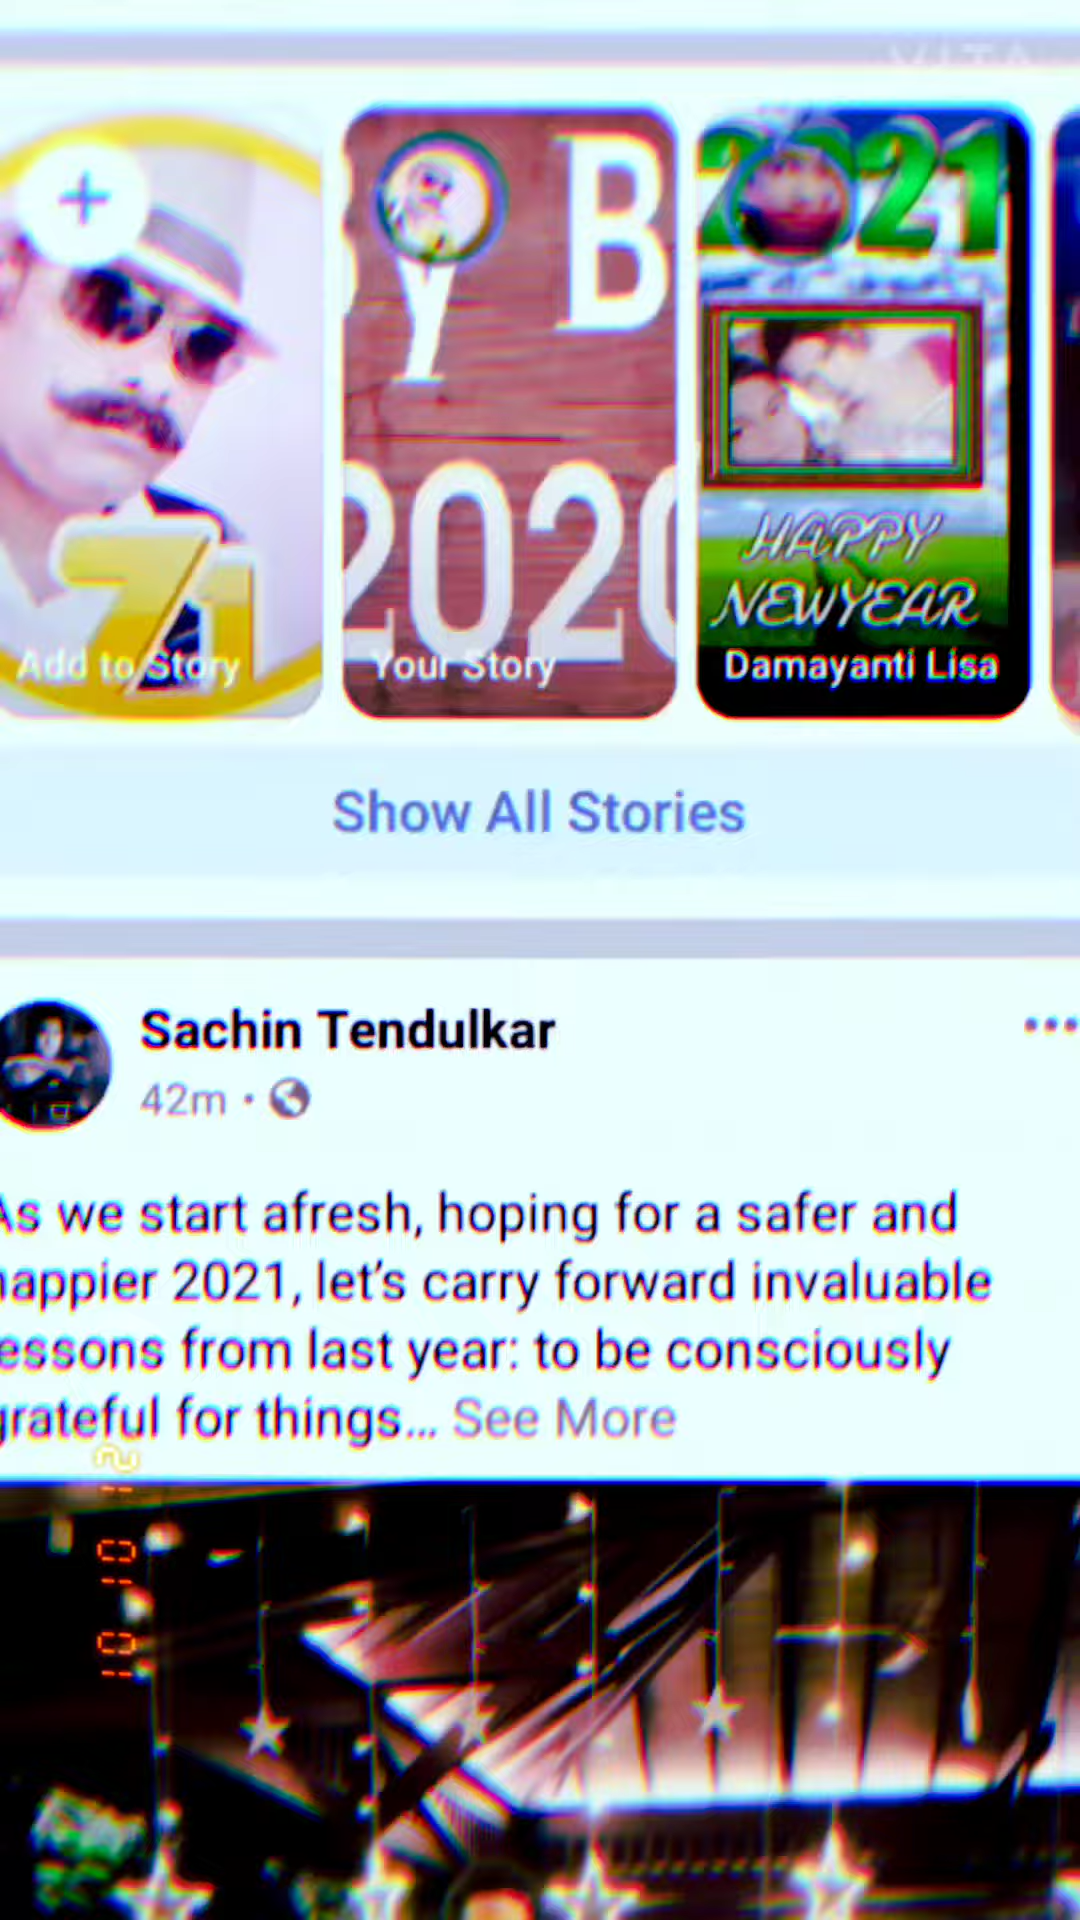 VITA
2021
y B
2020
HAPPY
NEWYEAR
Add to Story
Your Story
Damayanti Lisa
Show All Stories
Sachin Tendulkar
42m
As we start afresh, hoping for a safer and
happier 2021, let's carry forward invaluable
lessons from last year: to be consciously
grateful for things... See More